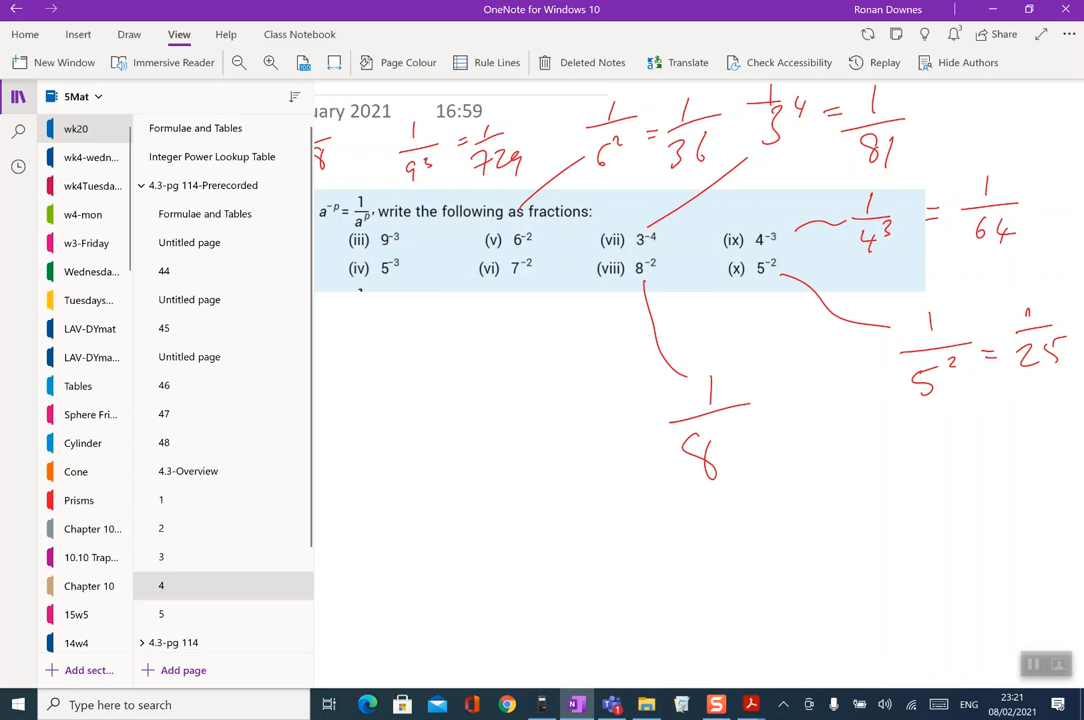 OneNote for Windows 10
Ronan Downes
Home Insert Draw View Help Class Notebook
Share
New Window Immersive Reader Page Colour Rule Lines Deleted Notes Translate Check Accessibility Replay Hide Authors
5Mat
uary 2021 16:59
8
1/9³ = 1/729
1/6² = 1/36
1/3⁴ = 1/81
a⁻ᵖ = 1/aᵖ, write the following as fractions:
(iii) 9⁻³ (v) 6⁻² (vii) 3⁻⁴ (ix) 4⁻³
(iv) 5⁻³ (vi) 7⁻² (viii) 8⁻² (x) 5⁻²
1/4³ = 1/64
1/5² = 1/25
1/8
wk20
wk4-wedn...
wk4Tuesda...
w4-mon
w3-Friday
Wednesda...
Tuesdays...
LAV-DYmat
LAV-DYma...
Tables
Sphere Fri...
Cylinder
Cone
Prisms
Chapter 10...
10.10 Trap...
Chapter 10
15w5
14w4
Add sect...
Formulae and Tables
Integer Power Lookup Table
4.3-pg 114-Prerecorded
Formulae and Tables
Untitled page
44
Untitled page
45
Untitled page
46
47
48
4.3-Overview
1
2
3
4
5
4.3-pg 114
Add page
Type here to search
ENG
23:21
08/02/2021